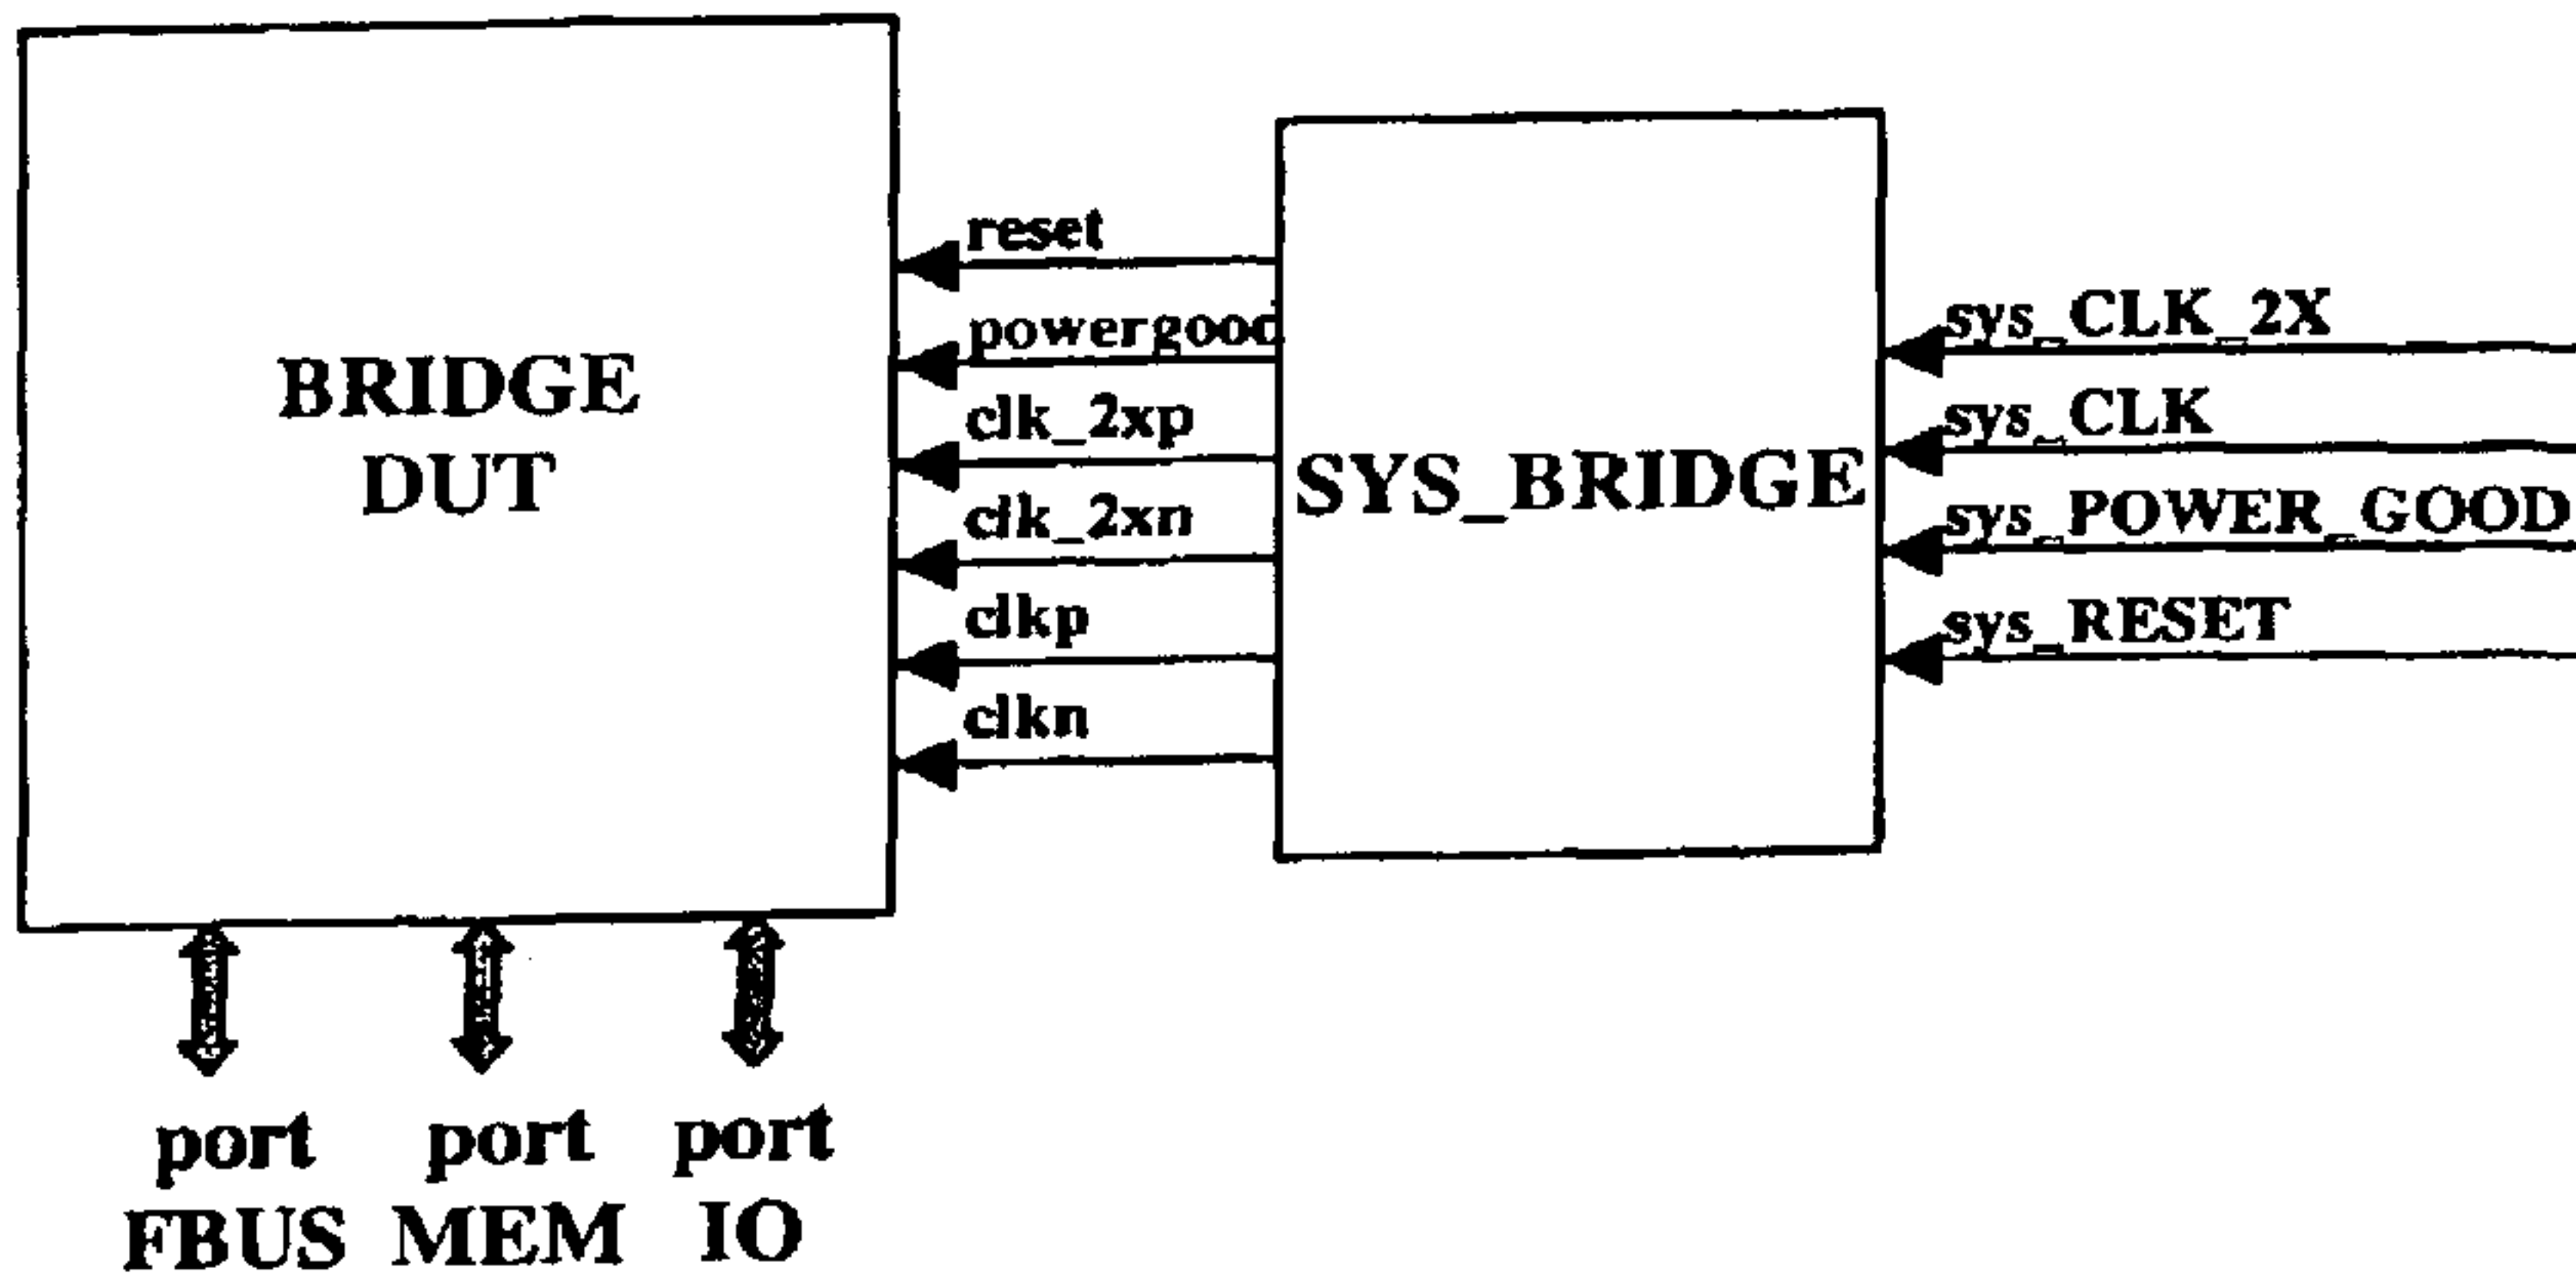 BRIDGE
DUT
reset
powergood
clk_2xp
clk_2xn
clkp
clkn
SYS_BRIDGE
sys_CLK_2X
sys_CLK
sys_POWER_GOOD
sys_RESET
port
FBUS
port
MEM
port
IO